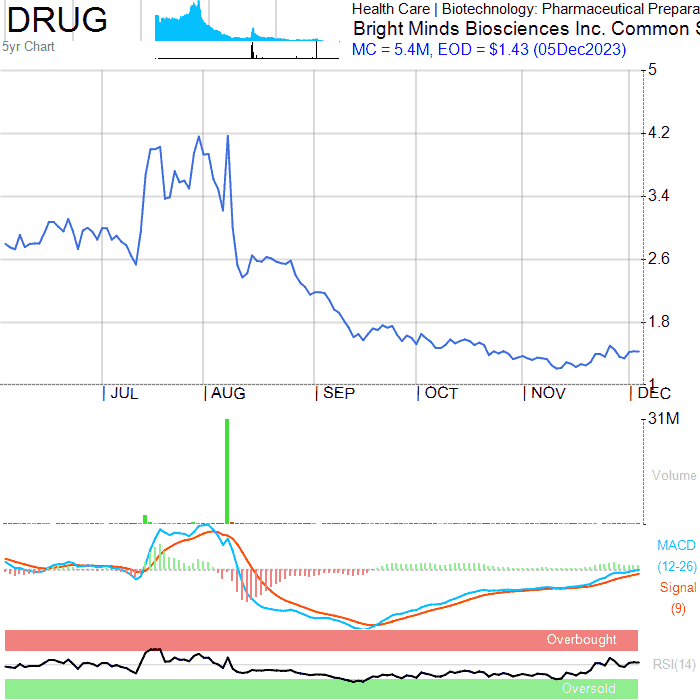 DRUG
5yr Chart
Health Care | Biotechnology: Pharmaceutical Prepara
Bright Minds Biosciences Inc. Common S
MC = 5.4M, EOD = $1.43 (05Dec2023)
5
4.2
3.4
2.6
1.8
1
JUL AUG SEP OCT NOV DEC
31M
Volume
MACD
(12-26)
Signal
(9)
Overbought
RSI(14)
Oversold